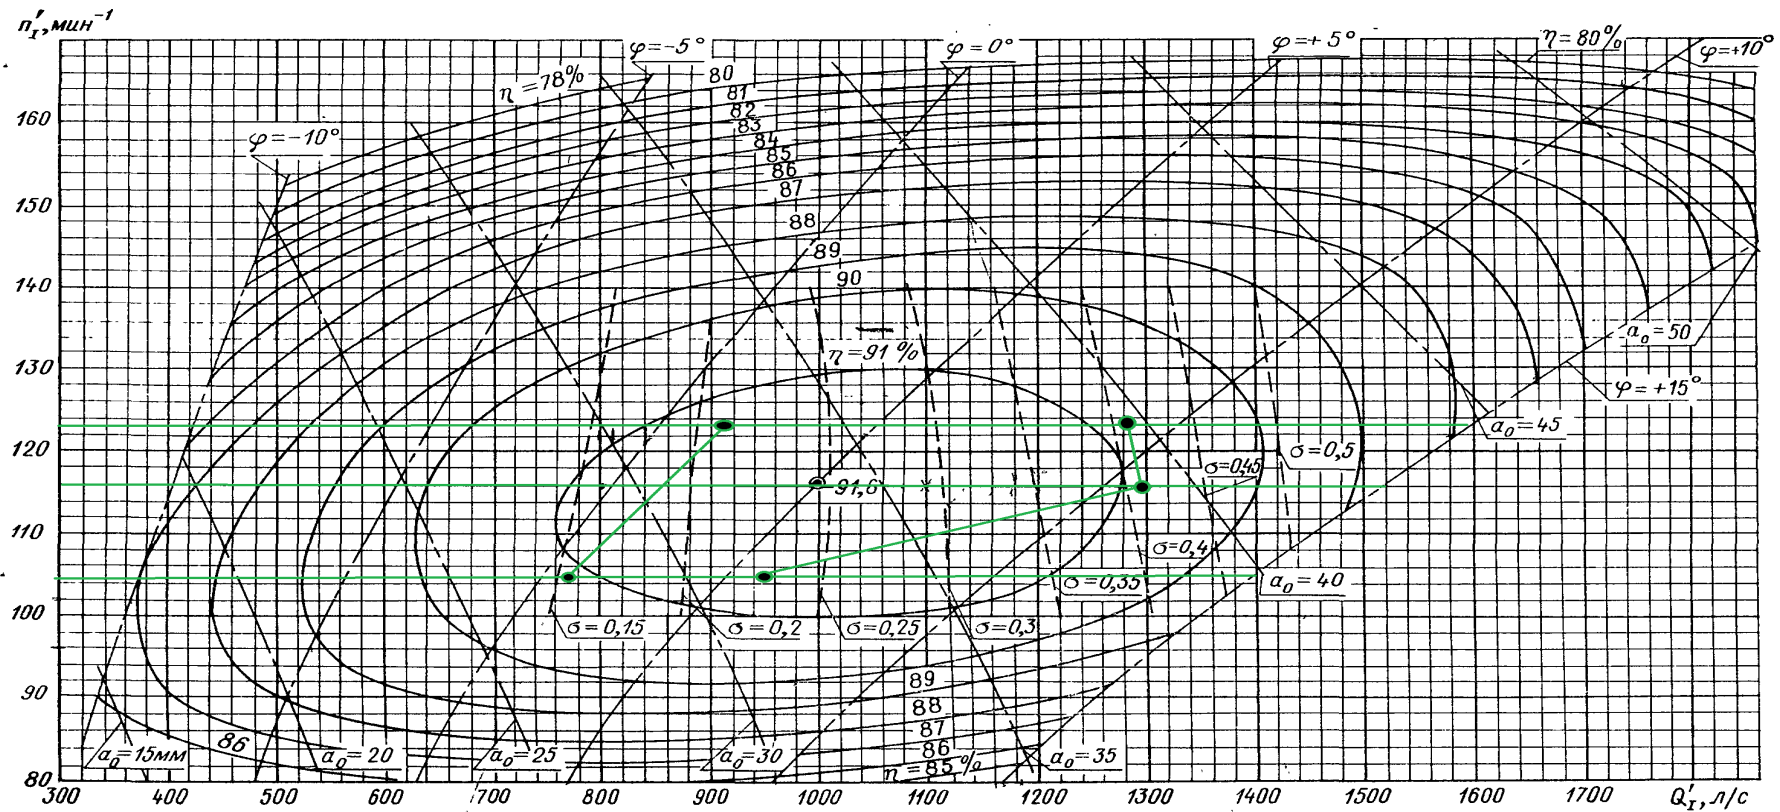 n'I, мин⁻¹
φ=-5°
φ=0°
φ=+5°
η=80%
φ=+10°
η=78%
80
81
82
83
84
85
86
87
88
89
90
φ=-10°
160
150
140
130
120
110
100
90
80
η=91%
91,6
a₀=50
φ=+15°
a₀=45
σ=0,5
σ=0,45
σ=0,4
σ=0,35
a₀=40
σ=0,15
σ=0,2
σ=0,25
σ=0,3
89
88
87
86
η=85%
86
a₀=15мм
a₀=20
a₀=25
a₀=30
a₀=35
300 400 500 600 700 800 900 1000 1100 1200 1300 1400 1500 1600 1700 Q'I, л/с